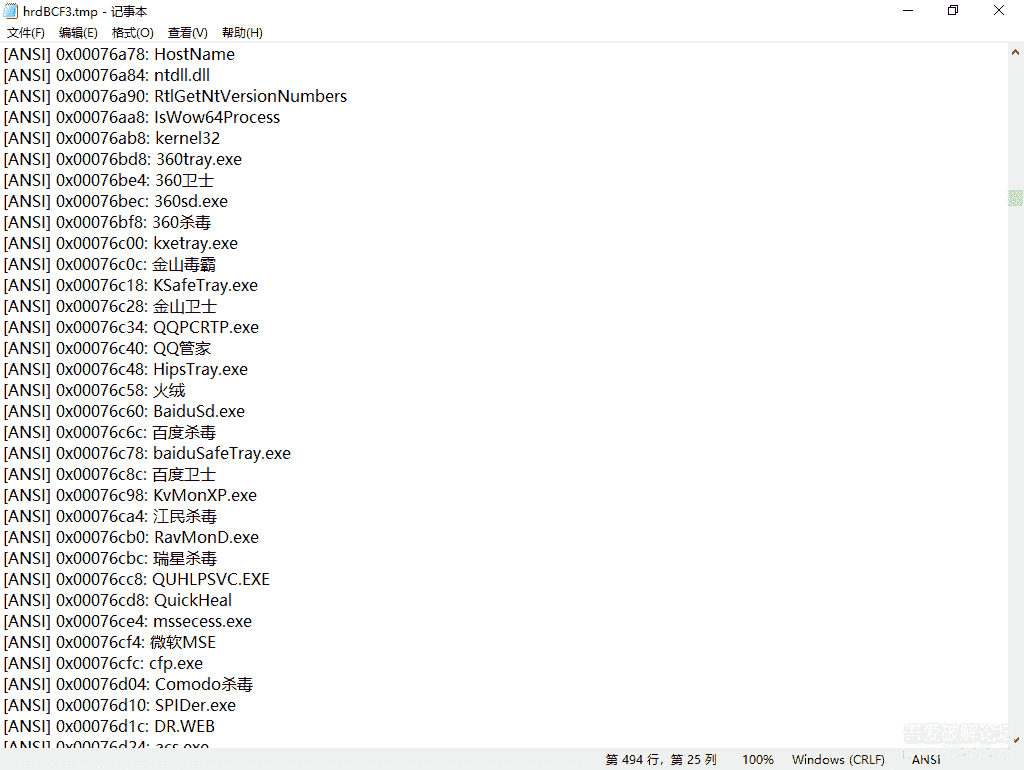 hrdBCF3.tmp - 记事本
文件(F) 编辑(E) 格式(O) 查看(V) 帮助(H)
[ANSI] 0x00076a78: HostName
[ANSI] 0x00076a84: ntdll.dll
[ANSI] 0x00076a90: RtlGetNtVersionNumbers
[ANSI] 0x00076aa8: IsWow64Process
[ANSI] 0x00076ab8: kernel32
[ANSI] 0x00076bd8: 360tray.exe
[ANSI] 0x00076be4: 360卫士
[ANSI] 0x00076bec: 360sd.exe
[ANSI] 0x00076bf8: 360杀毒
[ANSI] 0x00076c00: kxetray.exe
[ANSI] 0x00076c0c: 金山毒霸
[ANSI] 0x00076c18: KSafeTray.exe
[ANSI] 0x00076c28: 金山卫士
[ANSI] 0x00076c34: QQPCRTP.exe
[ANSI] 0x00076c40: QQ管家
[ANSI] 0x00076c48: HipsTray.exe
[ANSI] 0x00076c58: 火绒
[ANSI] 0x00076c60: BaiduSd.exe
[ANSI] 0x00076c6c: 百度杀毒
[ANSI] 0x00076c78: baiduSafeTray.exe
[ANSI] 0x00076c8c: 百度卫士
[ANSI] 0x00076c98: KvMonXP.exe
[ANSI] 0x00076ca4: 江民杀毒
[ANSI] 0x00076cb0: RavMonD.exe
[ANSI] 0x00076cbc: 瑞星杀毒
[ANSI] 0x00076cc8: QUHLPSVC.EXE
[ANSI] 0x00076cd8: QuickHeal
[ANSI] 0x00076ce4: mssecess.exe
[ANSI] 0x00076cf4: 微软MSE
[ANSI] 0x00076cfc: cfp.exe
[ANSI] 0x00076d04: Comodo杀毒
[ANSI] 0x00076d10: SPIDer.exe
[ANSI] 0x00076d1c: DR.WEB
[ANSI] 0x00076d24: acs.exe
吾爱破解论坛
第 494 行，第 25 列 100% Windows (CRLF) ANSI